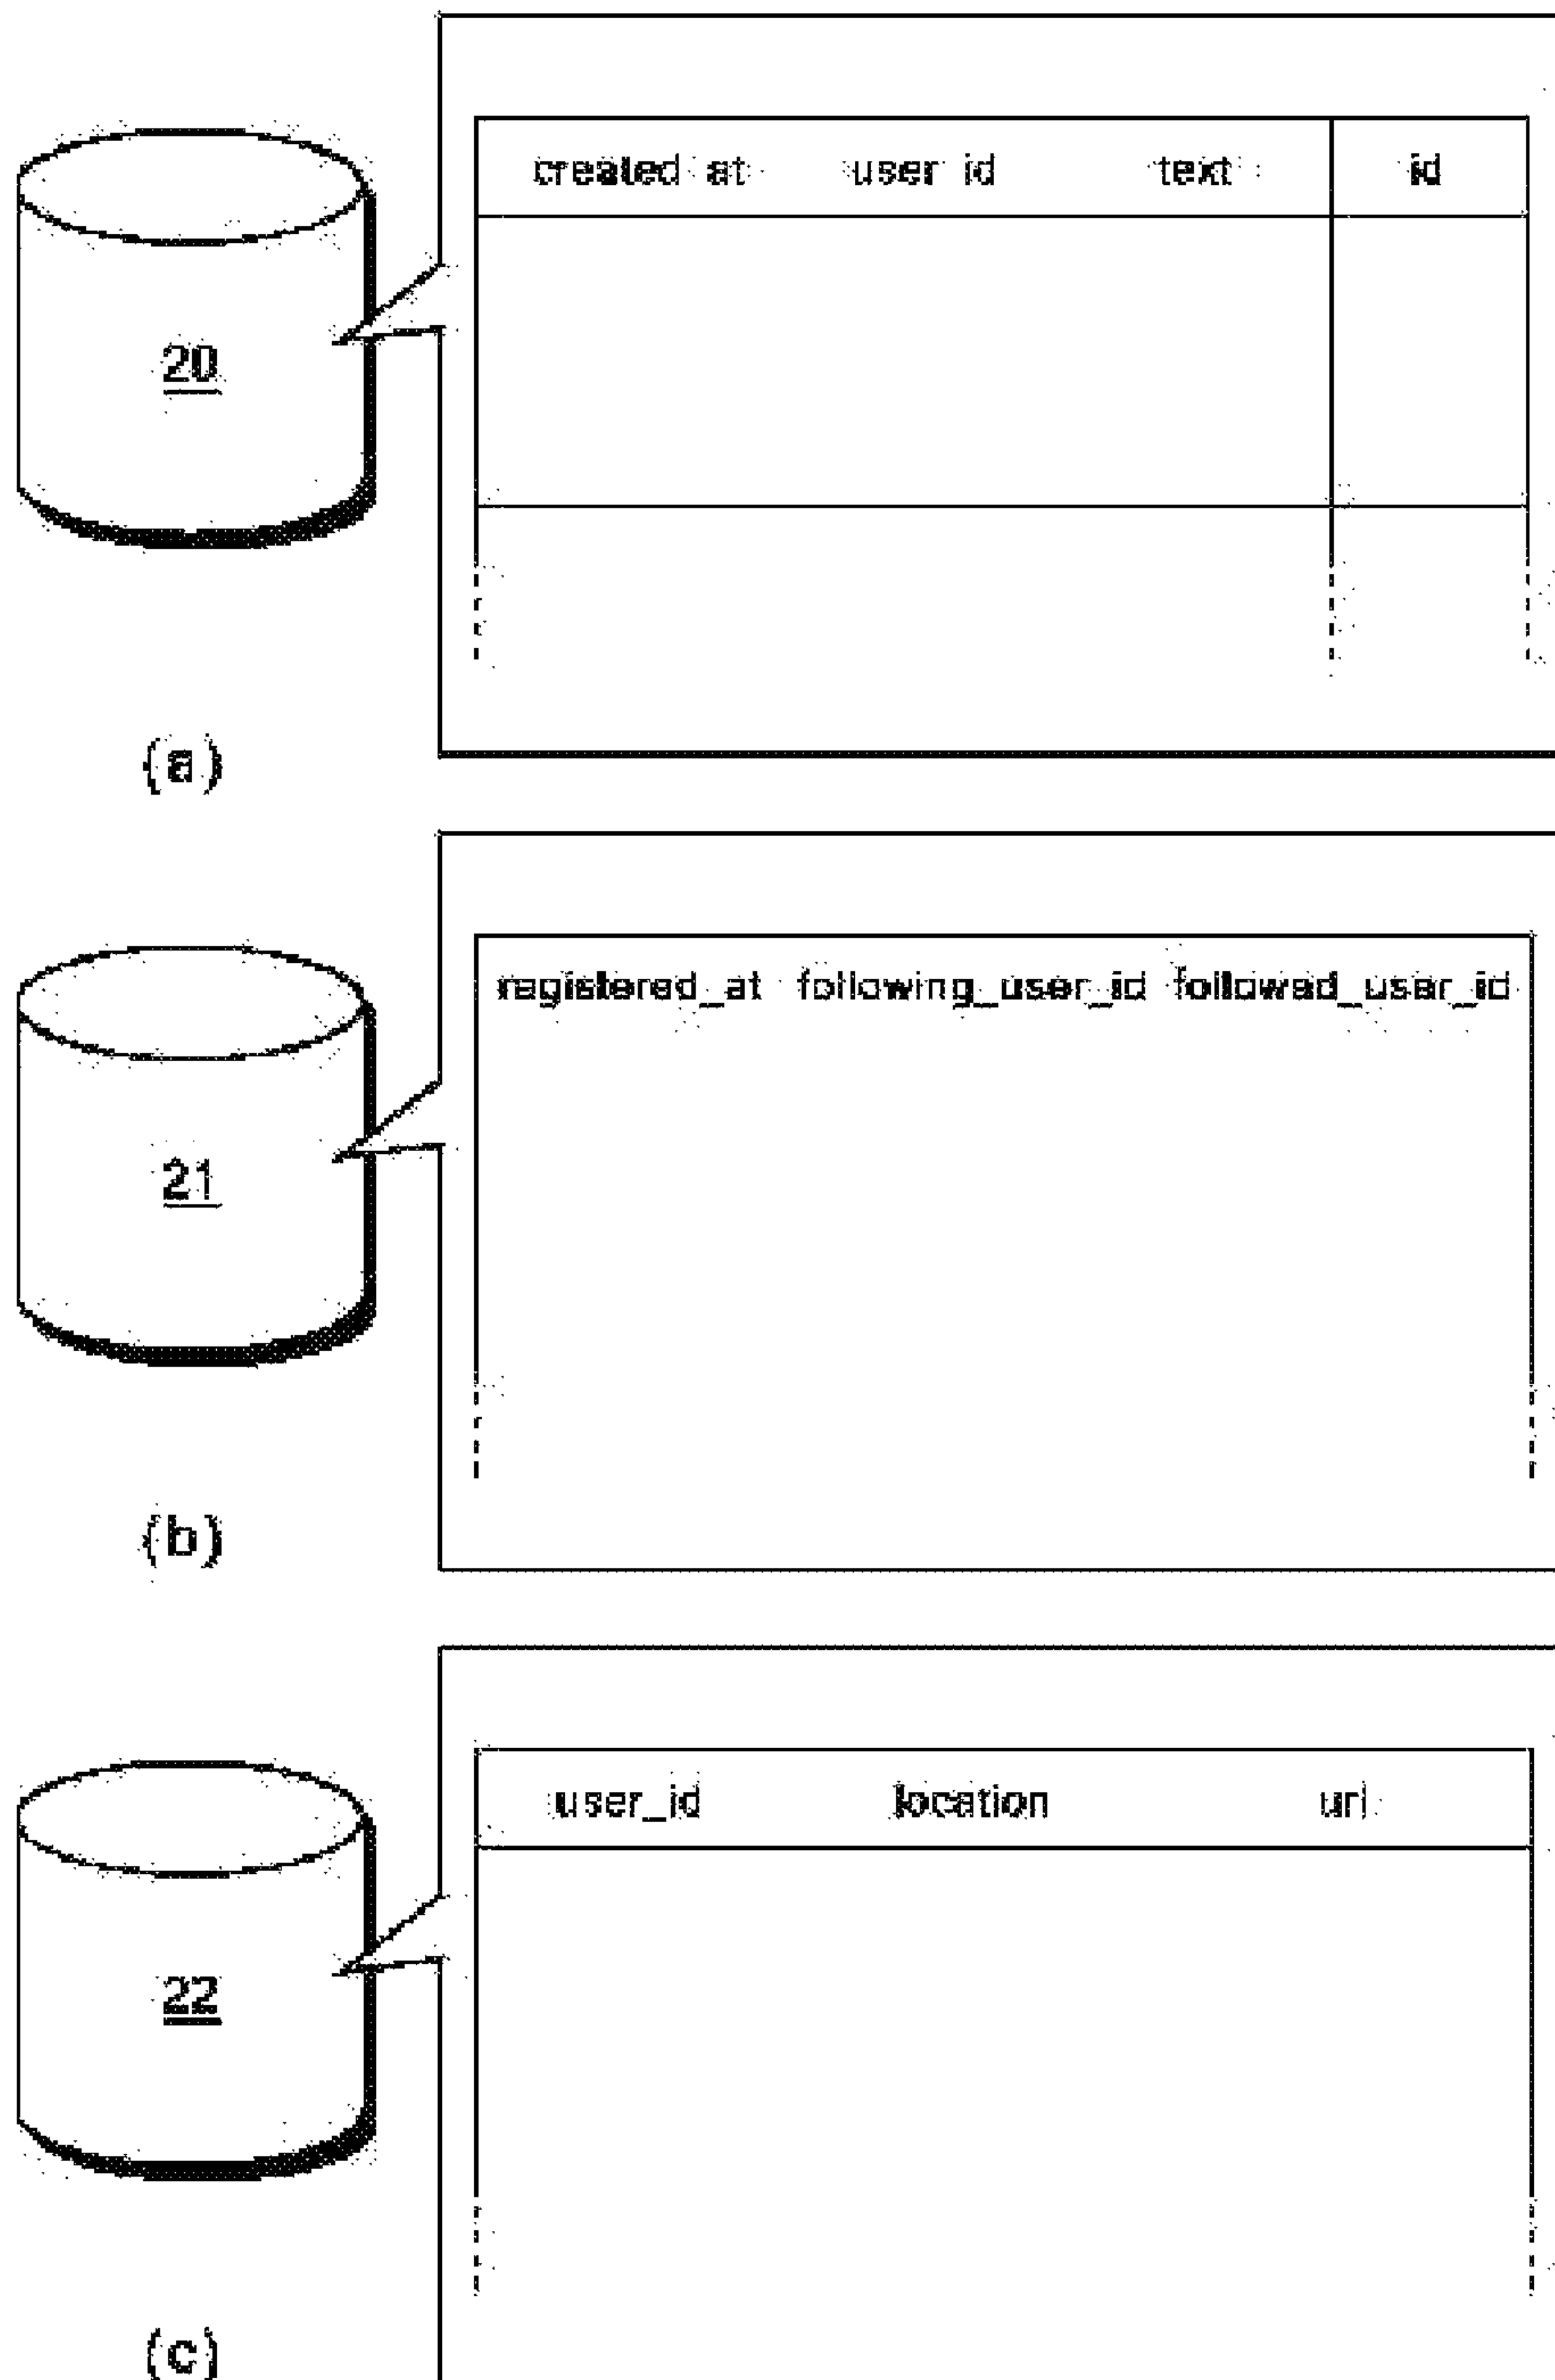 created at user id text id
20
(a)
registered_at following_user_id followed_user_id
21
(b)
user_id location url
22
(c)